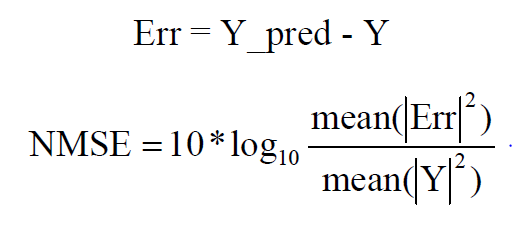 Err = Y_pred - Y
NMSE = 10*log₁₀ mean(|Err|²) / mean(|Y|²)